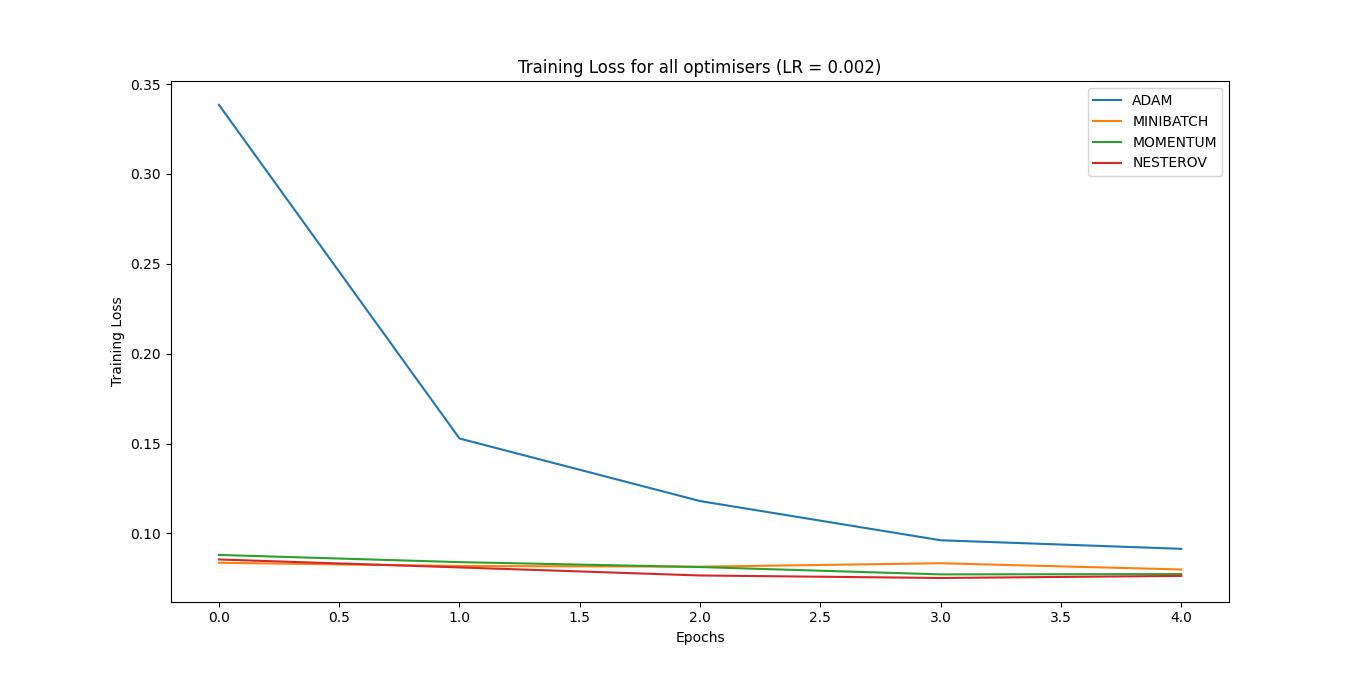 Training Loss for all optimisers (LR = 0.002)
ADAM
MINIBATCH
MOMENTUM
NESTEROV
Training Loss
0.35
0.30
0.25
0.20
0.15
0.10
0.0 0.5 1.0 1.5 2.0 2.5 3.0 3.5 4.0
Epochs